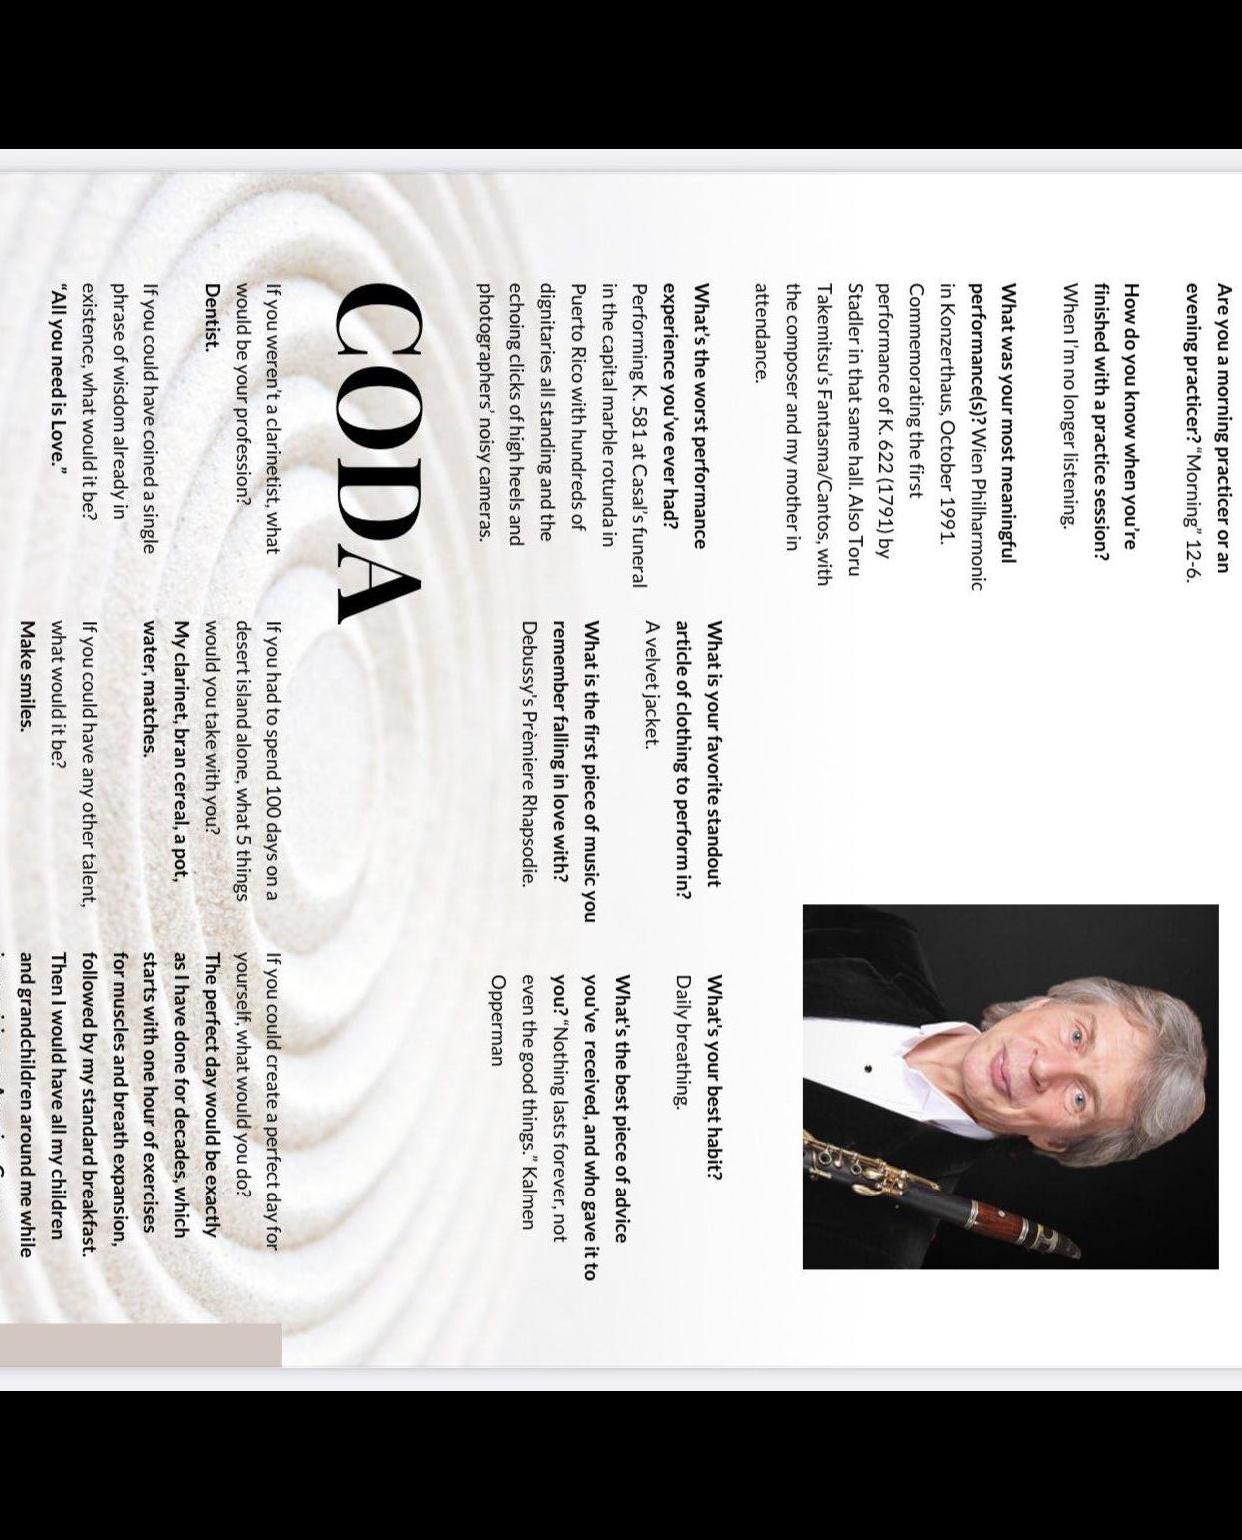 Are you a morning practicer or an
evening practicer? “Morning” 12-6.
How do you know when you're
finished with a practice session?
When I'm no longer listening.
What was your most meaningful
performance(s)? Wien Philharmonic
in Konzerthaus, October 1991.
Commemorating the first
performance of K. 622 (1791) by
Stadler in that same hall. Also Toru
Takemitsu's Fantasma/Cantos, with
the composer and my mother in
attendance.
What's the worst performance
experience you've ever had?
Performing K. 581 at Casal's funeral
in the capital marble rotunda in
Puerto Rico with hundreds of
dignitaries all standing and the
echoing clicks of high heels and
photographers' noisy cameras.
What is your favorite standout
article of clothing to perform in?
A velvet jacket.
What is the first piece of music you
remember falling in love with?
Debussy's Prèmiere Rhapsodie.
What's your best habit?
Daily breathing.
What's the best piece of advice
you've received, and who gave it to
you? “Nothing lasts forever, not
even the good things.” Kalmen
Opperman
CODA
If you weren't a clarinetist, what
would be your profession?
Dentist.
If you could have coined a single
phrase of wisdom already in
existence, what would it be?
“All you need is Love.”
If you had to spend 100 days on a
desert island alone, what 5 things
would you take with you?
My clarinet, bran cereal, a pot,
water, matches.
If you could have any other talent,
what would it be?
Make smiles.
If you could create a perfect day for
yourself, what would you do?
The perfect day would be exactly
as I have done for decades, which
starts with one hour of exercises
for muscles and breath expansion,
followed by my standard breakfast.
Then I would have all my children
and grandchildren around me while